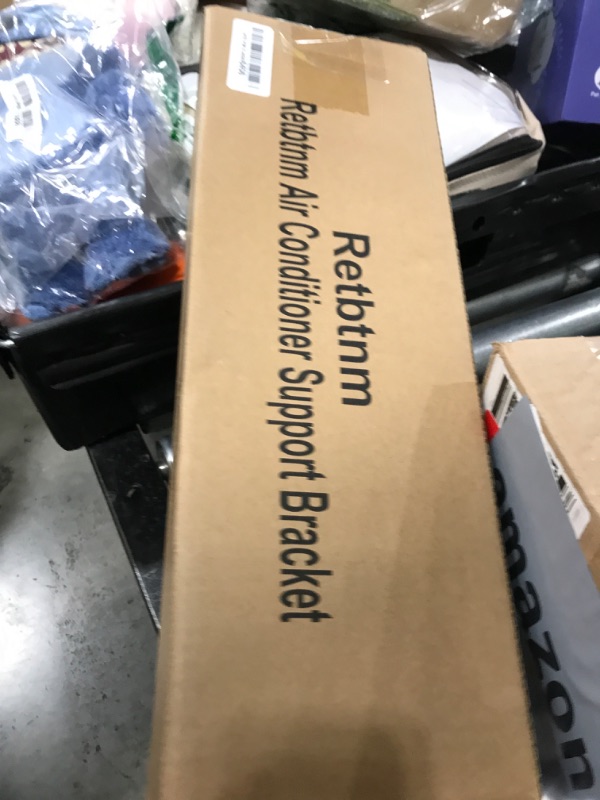 Retbtnm
Retbtnm Air Conditioner Support Bracket
amazon